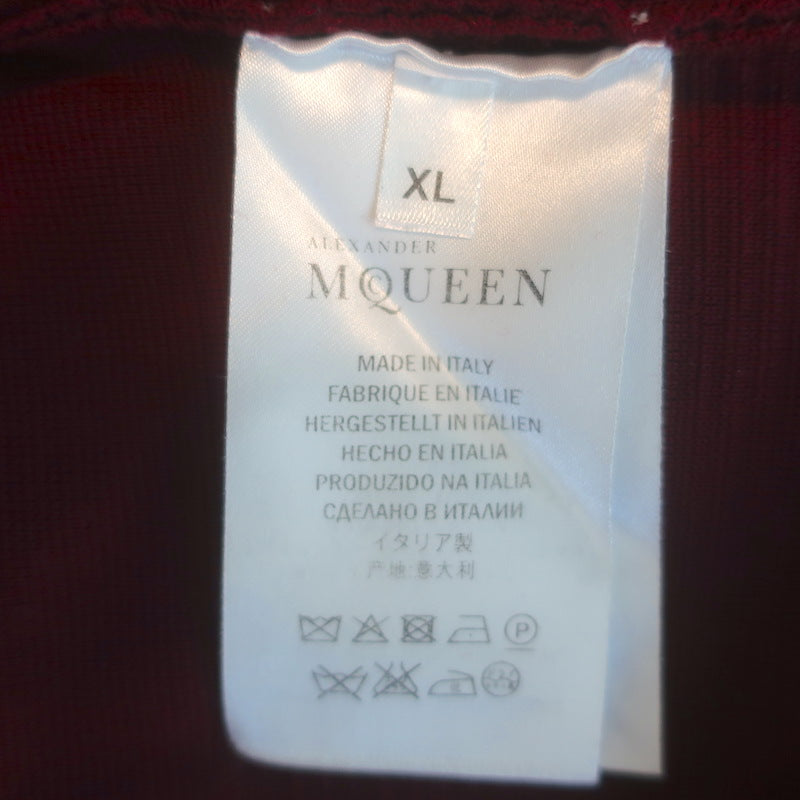 XL
ALEXANDER
MCQUEEN
MADE IN ITALY
FABRIQUE EN ITALIE
HERGESTELLT IN ITALIEN
HECHO EN ITALIA
PRODUZIDO NA ITALIA
СДЕЛАНО В ИТАЛИИ
イタリア製
产地:意大利
P